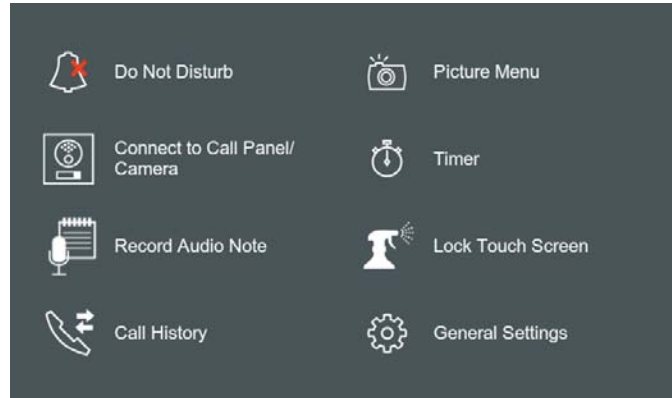 Do Not Disturb
Picture Menu
Connect to Call Panel/
Camera
Timer
Record Audio Note
Lock Touch Screen
Call History
General Settings